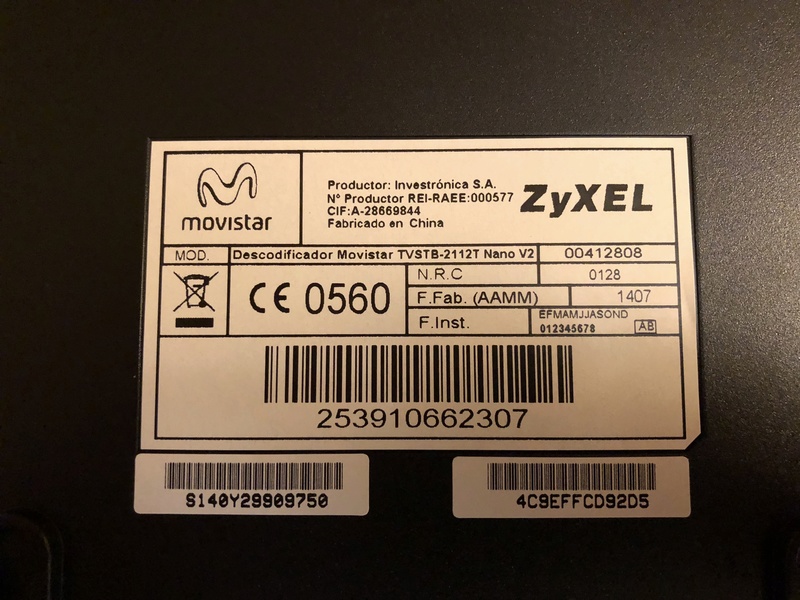 movistar
Productor: Investrónica S.A.
Nº Productor REI-RAEE:000577
CIF:A-28669844
Fabricado en China
ZyXEL
MOD. Descodificador Movistar TVSTB-2112T Nano V2 00412808
CE 0560
N.R.C 0128
F.Fab. (AAMM) 1407
F.Inst. EFMAMJJASOND
012345678 AB
253910662307
S140Y29909750
4C9EFFCD92D5